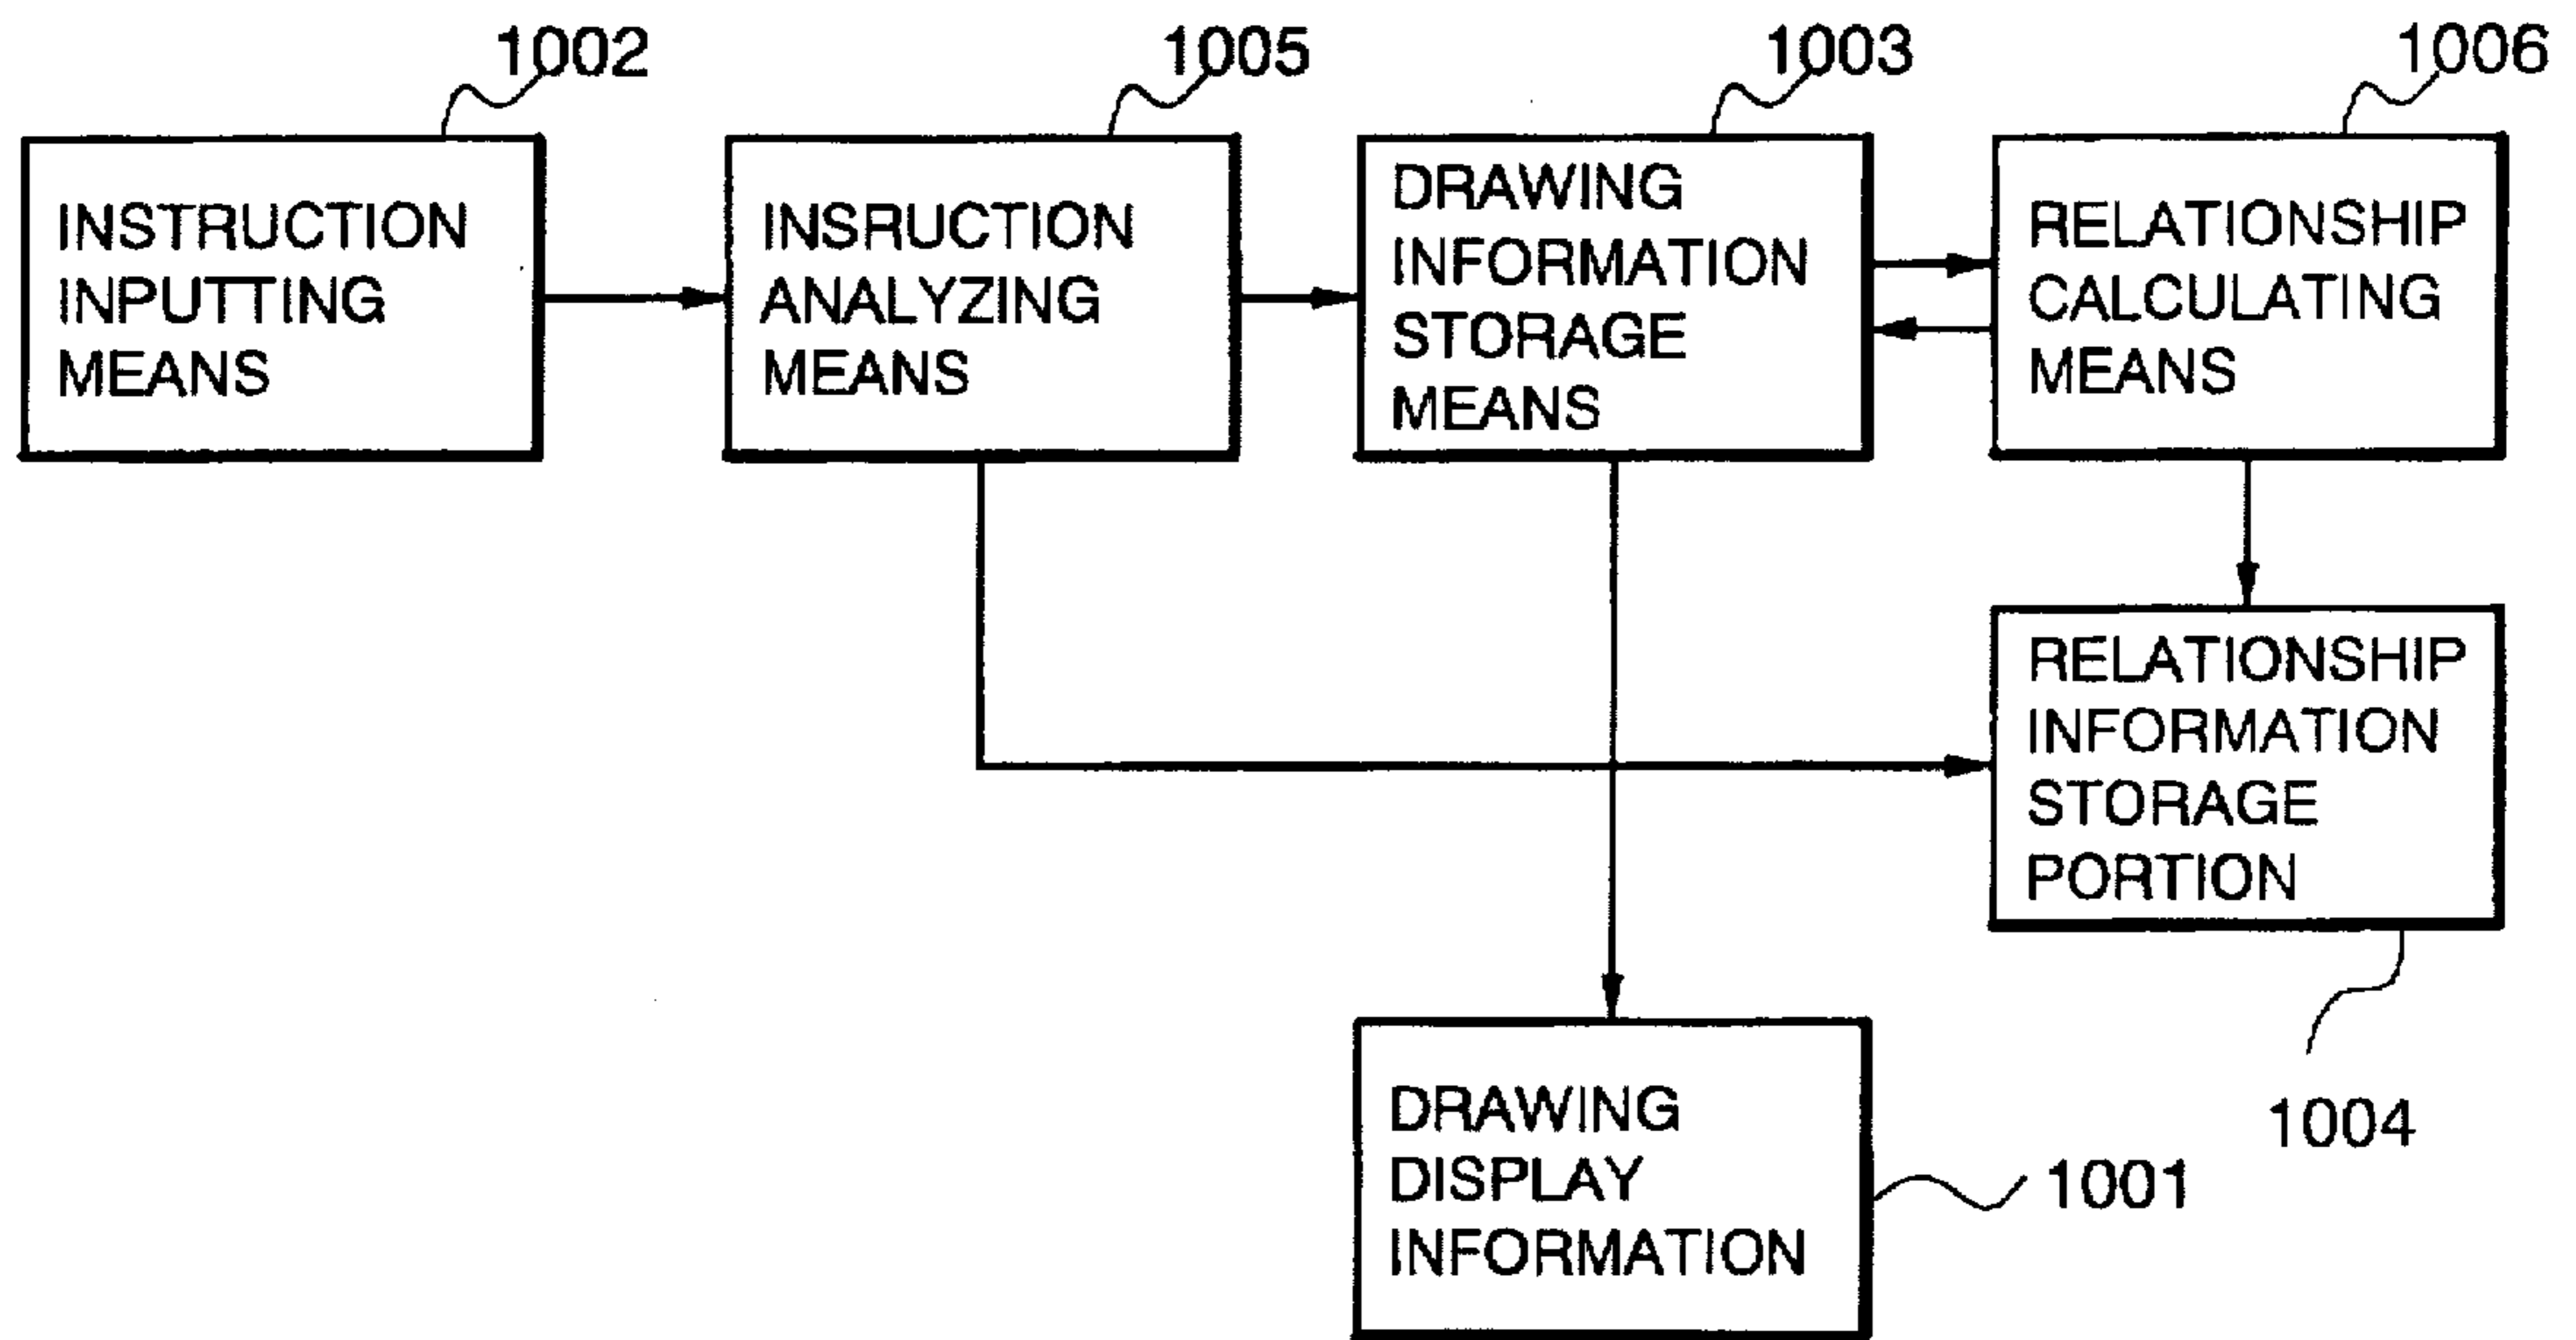 1002
1005
1003
1006
INSTRUCTION
INPUTTING
MEANS
INSRUCTION
ANALYZING
MEANS
DRAWING
INFORMATION
STORAGE
MEANS
RELATIONSHIP
CALCULATING
MEANS
RELATIONSHIP
INFORMATION
STORAGE
PORTION
1004
DRAWING
DISPLAY
INFORMATION
1001